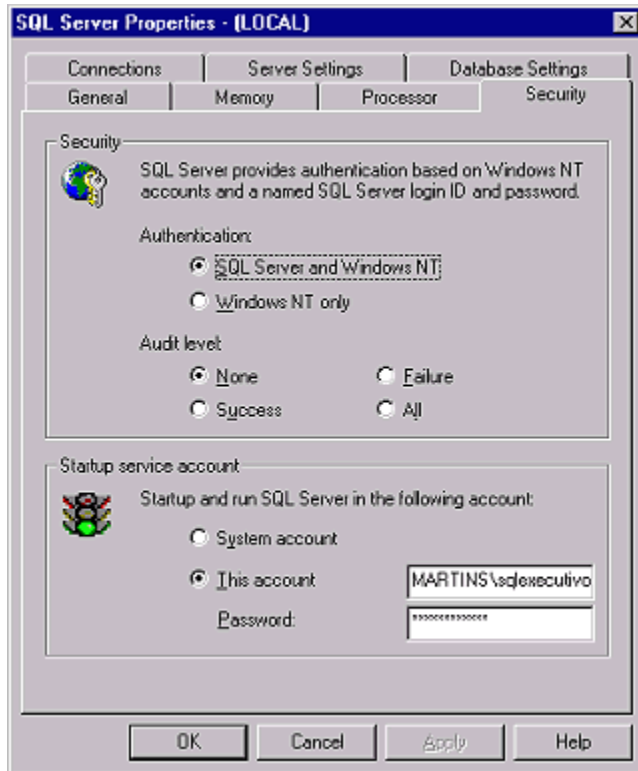 SQL Server Properties - (LOCAL)
Connections Server Settings Database Settings
General Memory Processor Security
Security
SQL Server provides authentication based on Windows NT
accounts and a named SQL Server login ID and password.
Authentication:
SQL Server and Windows NT
Windows NT only
Audit level:
None Failure
Success All
Startup service account
Startup and run SQL Server in the following account:
System account
This account MARTINS\sqlexecutivo
Password: *************
OK Cancel Apply Help